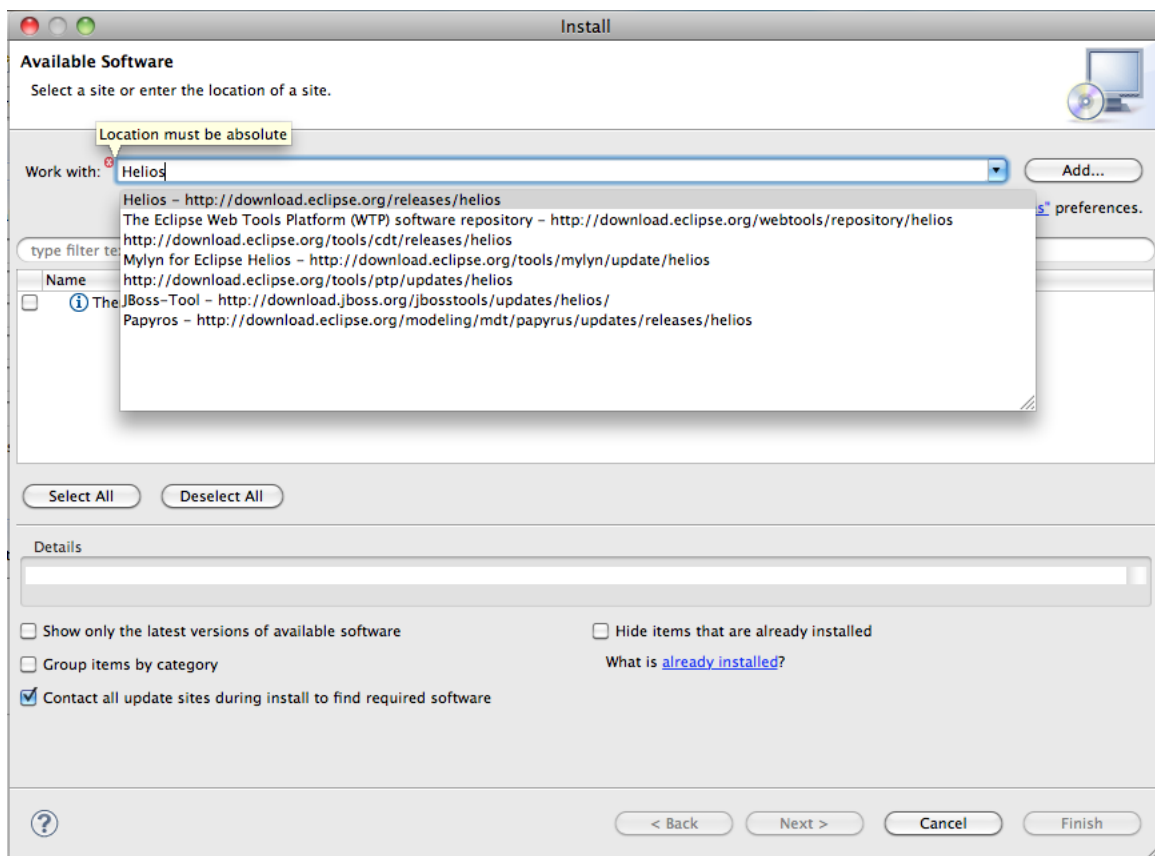 Install
Available Software
Select a site or enter the location of a site.
Location must be absolute
Work with: Helios
Add...
Helios – http://download.eclipse.org/releases/helios
The Eclipse Web Tools Platform (WTP) software repository – http://download.eclipse.org/webtools/repository/helios
s" preferences.
http://download.eclipse.org/tools/cdt/releases/helios
Mylyn for Eclipse Helios – http://download.eclipse.org/tools/mylyn/update/helios
type filter te
http://download.eclipse.org/tools/ptp/updates/helios
Name
JBoss-Tool – http://download.jboss.org/jbosstools/updates/helios/
The
Papyros – http://download.eclipse.org/modeling/mdt/papyrus/updates/releases/helios
Select All
Deselect All
Details
Show only the latest versions of available software
Hide items that are already installed
Group items by category
What is already installed?
Contact all update sites during install to find required software
?
< Back
Next >
Cancel
Finish